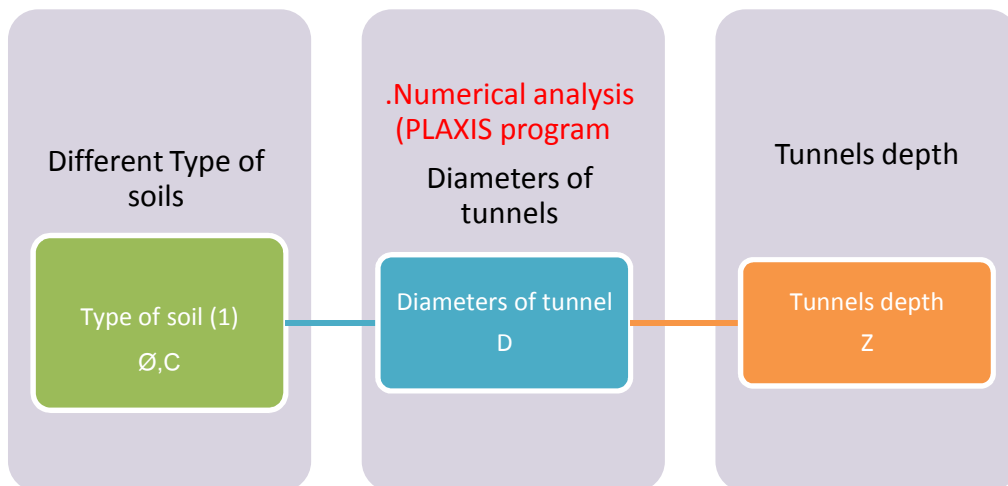 Different Type of
soils
Type of soil (1)
Ø,C
.Numerical analysis
(PLAXIS program
Diameters of
tunnels
Diameters of tunnel
D
Tunnels depth
Tunnels depth
Z